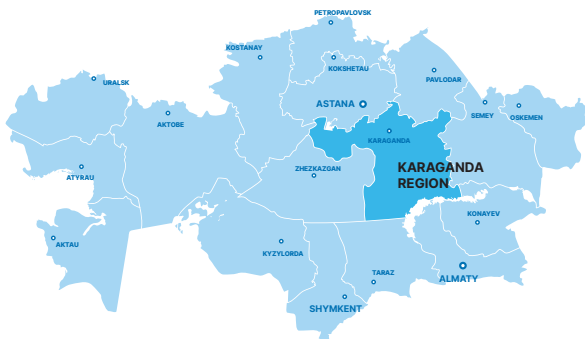 PETROPAVLOVSK
KOSTANAY
KOKSHETAU
PAVLODAR
URALSK
ASTANA
SEMEY
OSKEMEN
AKTOBE
KARAGANDA
ATYRAU
ZHEZKAZGAN
KARAGANDA
REGION
KONAYEV
AKTAU
KYZYLORDA
TARAZ
ALMATY
SHYMKENT